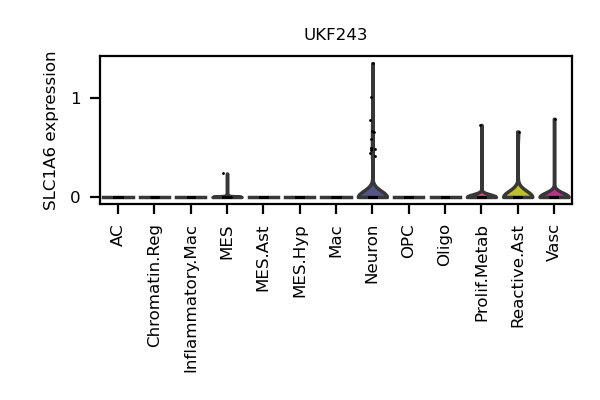 UKF243
SLC1A6 expression
1
0
AC
Chromatin.Reg
Inflammatory.Mac
MES
MES.Ast
MES.Hyp
Mac
Neuron
OPC
Oligo
Prolif.Metab
Reactive.Ast
Vasc